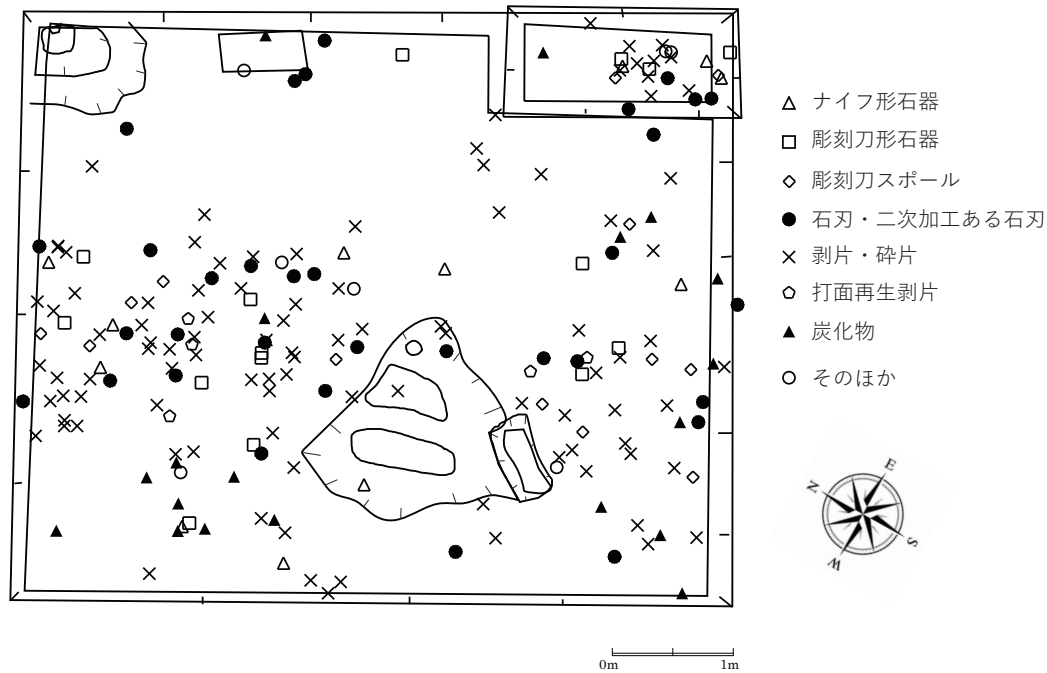 ナイフ形石器
彫刻刀形石器
彫刻刀スポール
石刃・二次加工ある石刃
剥片・砕片
打面再生剥片
炭化物
そのほか
E
N
S
W
0m 1m